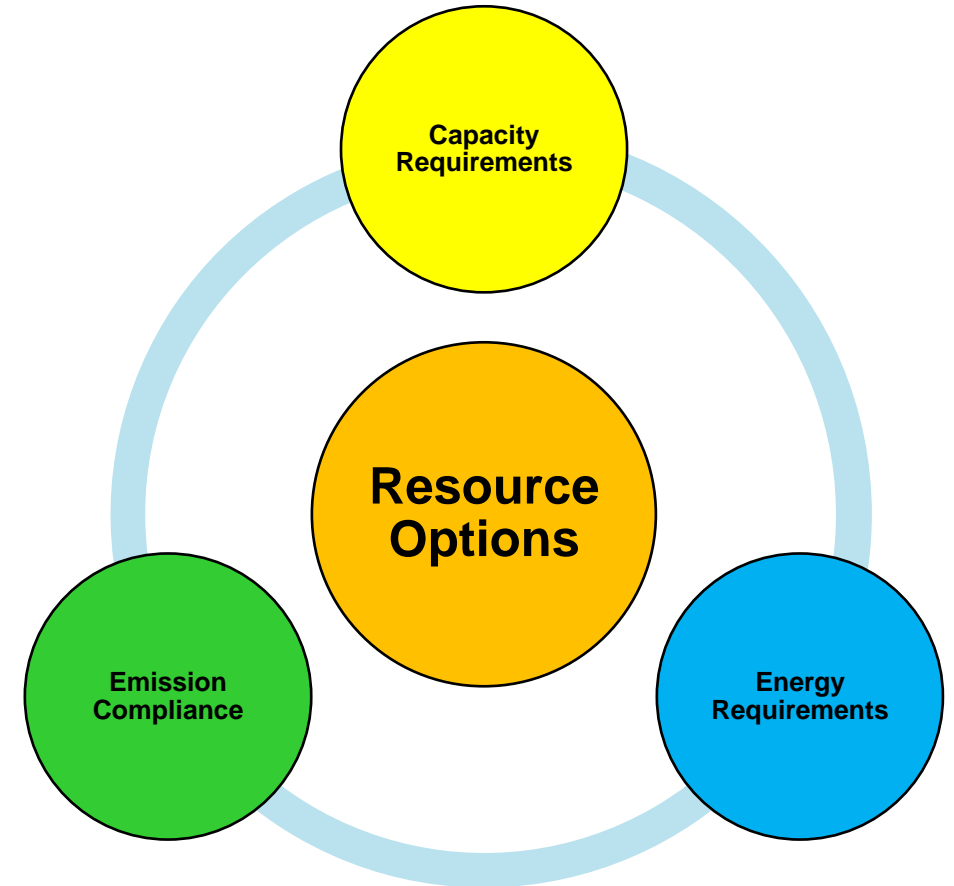 Capacity
Requirements
Resource
Options
Emission
Compliance
Energy
Requirements